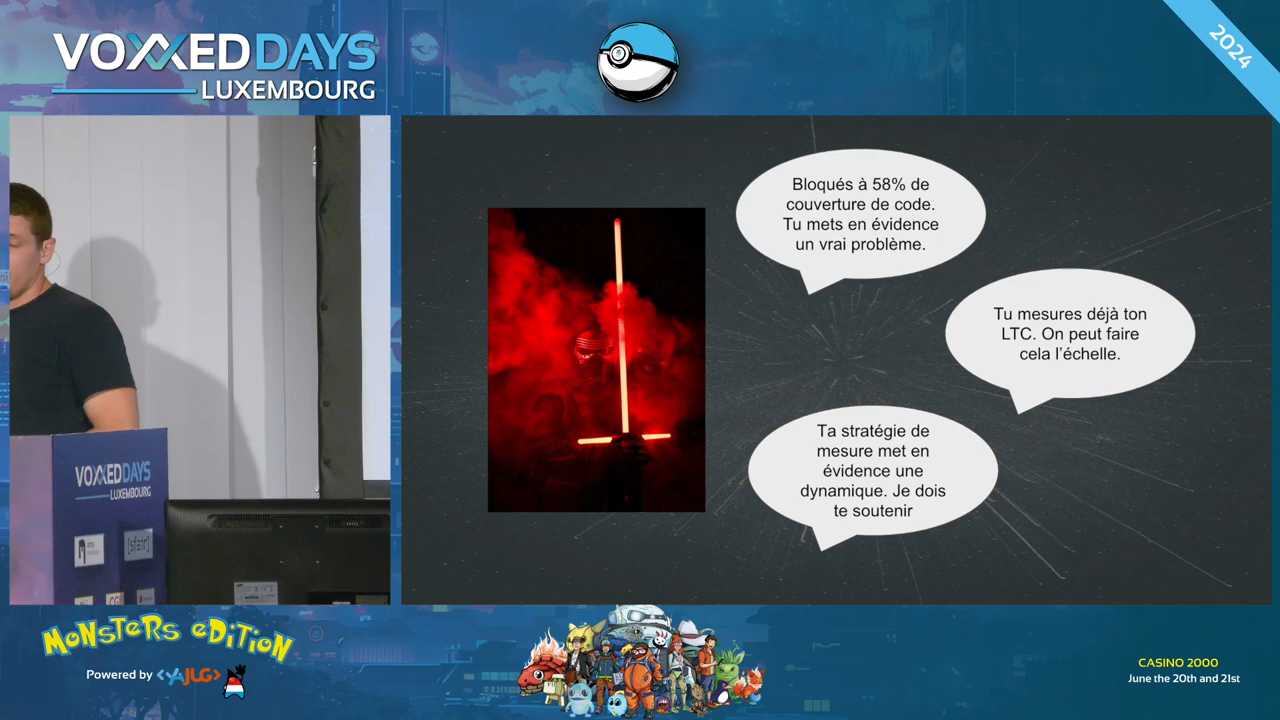 VOXXEDDAYS
LUXEMBOURG
2024
Bloqués à 58% de
couverture de code.
Tu mets en évidence
un vrai problème.
Tu mesures déjà ton
LTC. On peut faire
cela l’échelle.
Ta stratégie de
mesure met en
évidence une
dynamique. Je dois
te soutenir
VOXXEDDAYS
LUXEMBOURG
[sfeir]
MONSTERS EDITION
Powered by <YAJUG>
CASINO 2000
June the 20th and 21st